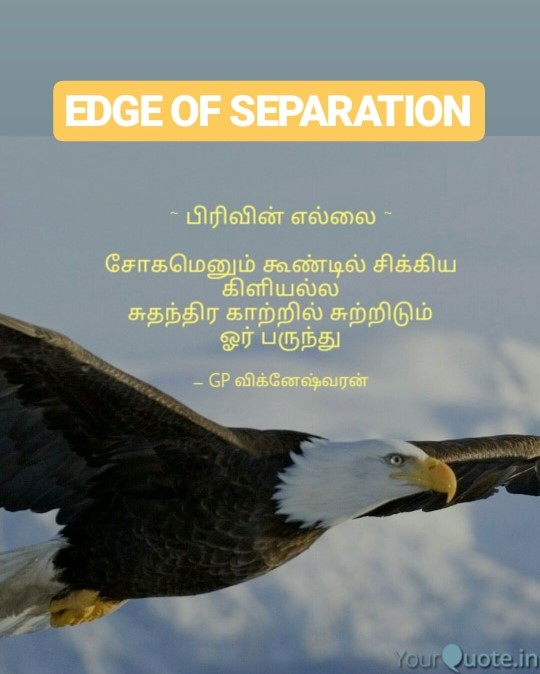 EDGE OF SEPARATION
~ பிரிவின் எல்லை ~
சோகமெனும் கூண்டில் சிக்கிய
கிளியல்ல
சுதந்திர காற்றில் சுற்றிடும்
ஓர் பருந்து
– GP விக்னேஷ்வரன்
YourQuote.in